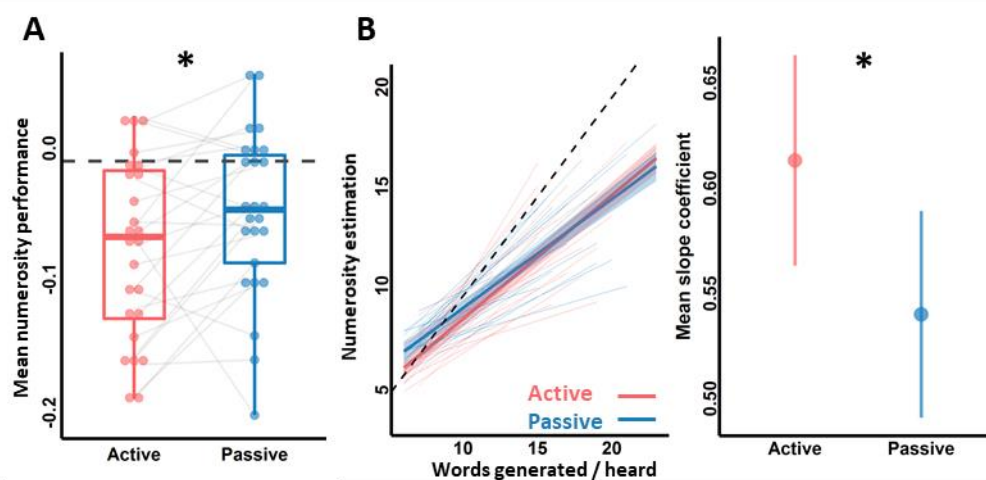 A
*
Mean numerosity performance
0.0
-0.1
-0.2
Active
Passive
B
Numerosity estimation
20
15
10
5
Active
Passive
10
15
20
Words generated / heard
*
Mean slope coefficient
0.65
0.60
0.55
0.50
Active
Passive